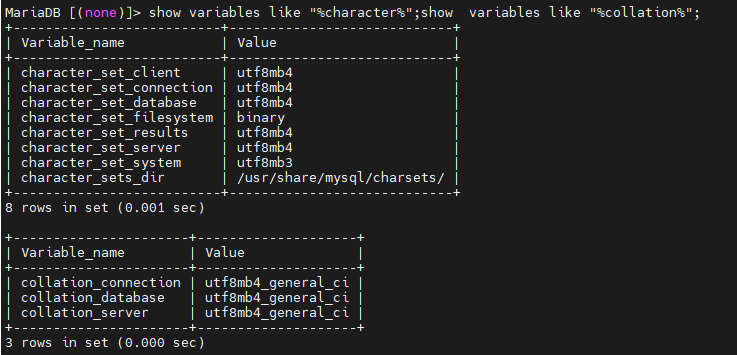 MariaDB [(none)]> show variables like "%character%";show  variables like "%collation%";
+--------------------------+----------------------------+
| Variable_name            | Value                      |
+--------------------------+----------------------------+
| character_set_client     | utf8mb4                    |
| character_set_connection | utf8mb4                    |
| character_set_database   | utf8mb4                    |
| character_set_filesystem | binary                     |
| character_set_results    | utf8mb4                    |
| character_set_server     | utf8mb4                    |
| character_set_system     | utf8mb3                    |
| character_sets_dir       | /usr/share/mysql/charsets/ |
+--------------------------+----------------------------+
8 rows in set (0.001 sec)

+----------------------+--------------------+
| Variable_name        | Value              |
+----------------------+--------------------+
| collation_connection | utf8mb4_general_ci |
| collation_database   | utf8mb4_general_ci |
| collation_server     | utf8mb4_general_ci |
+----------------------+--------------------+
3 rows in set (0.000 sec)